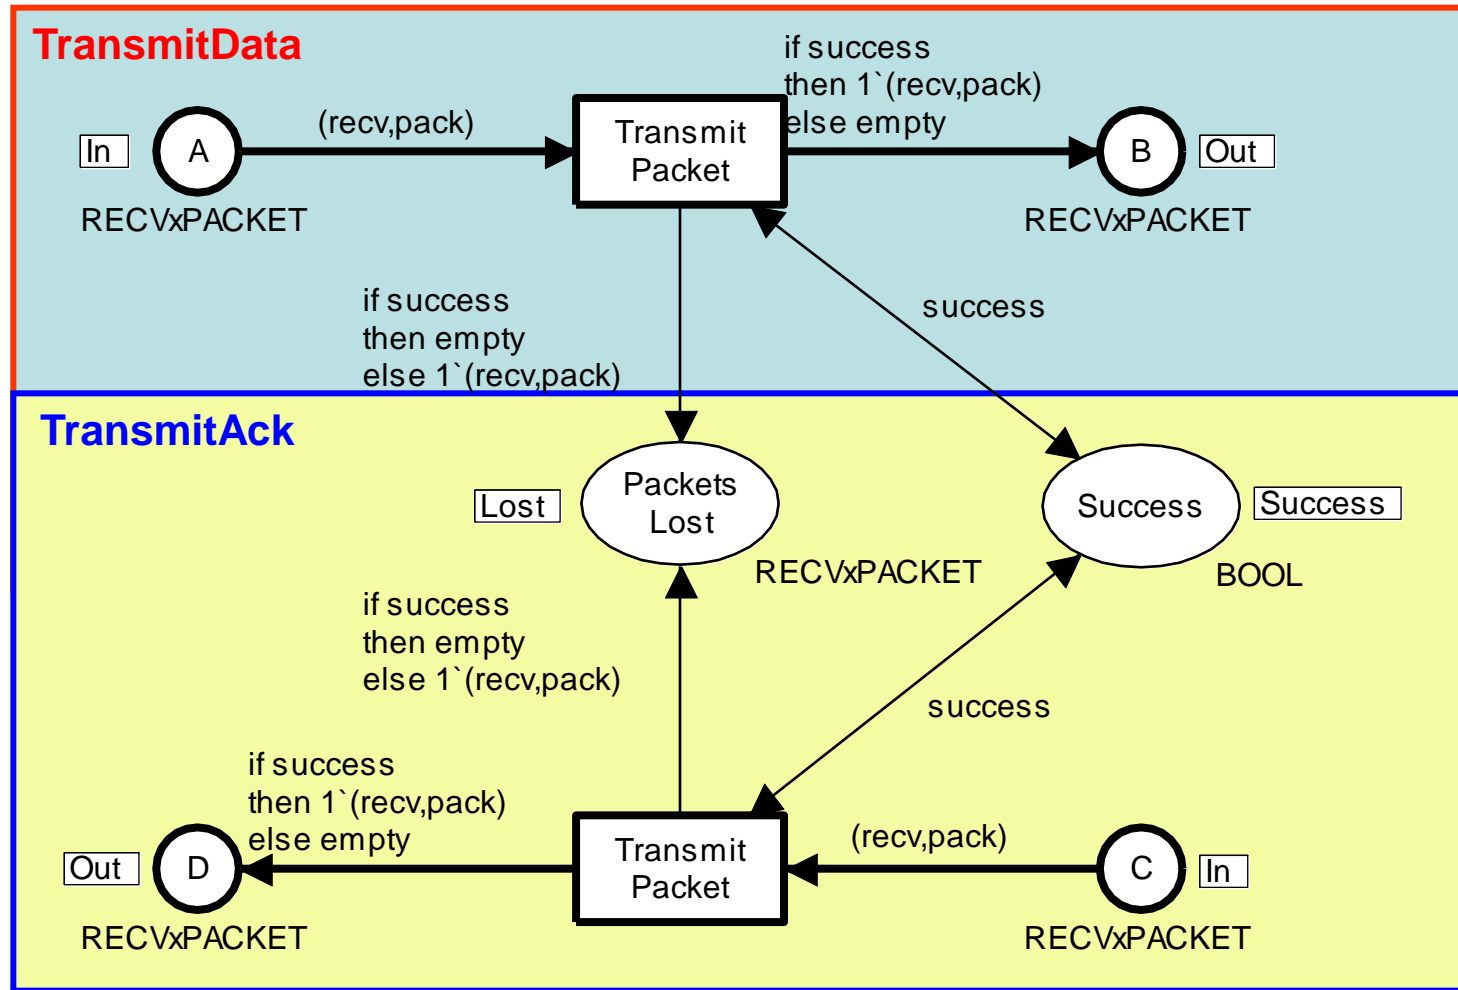 TransmitData
if success
then 1`(recv,pack)
else empty
(recv,pack)
In
A
Transmit
Packet
B
Out
RECVxPACKET
RECVxPACKET
if success
then empty
else 1`(recv,pack)
success
TransmitAck
Lost
Packets
Lost
Success
Success
RECVxPACKET
BOOL
if success
then empty
else 1`(recv,pack)
success
if success
then 1`(recv,pack)
else empty
(recv,pack)
Out
D
Transmit
Packet
C
In
RECVxPACKET
RECVxPACKET